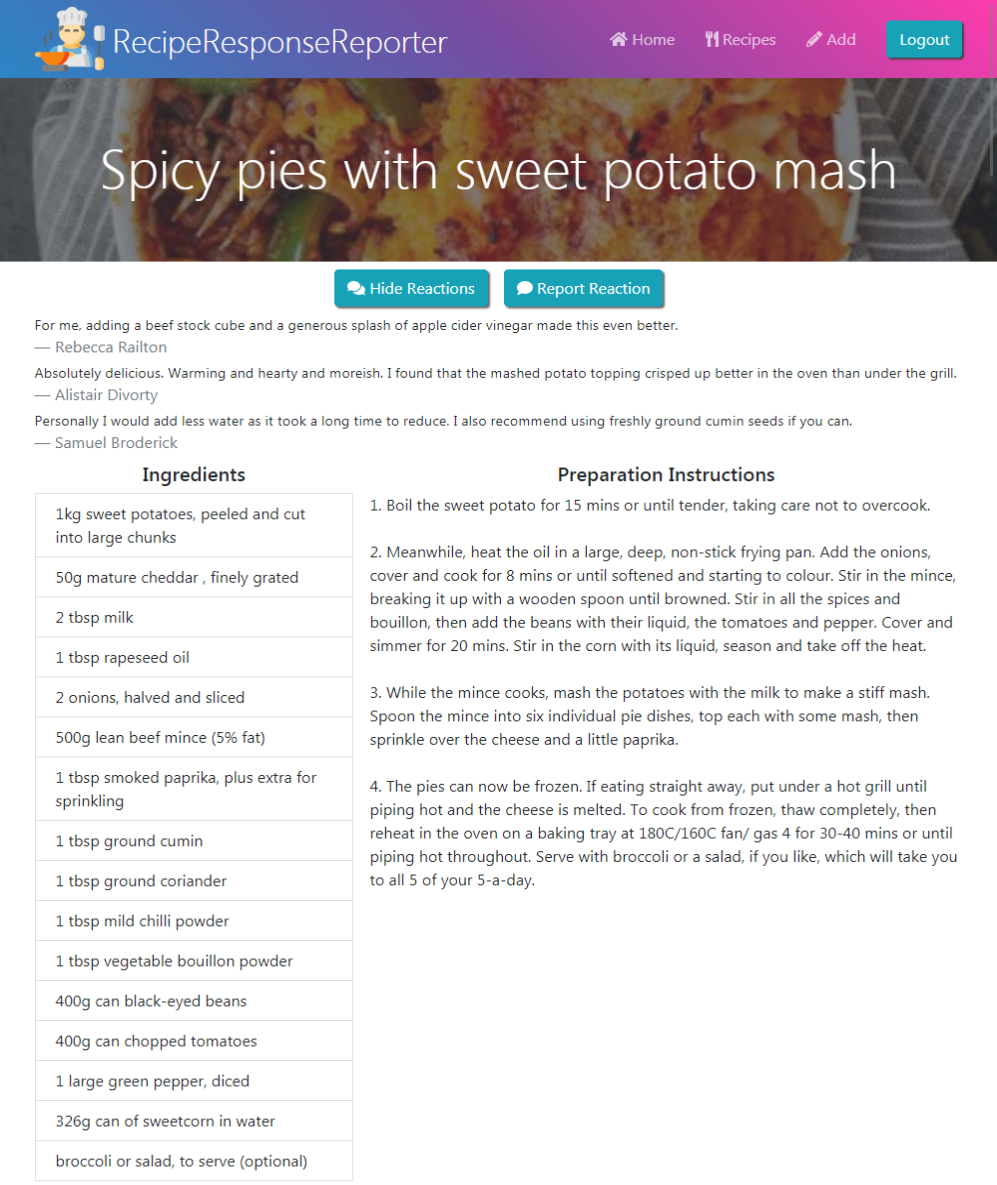 RecipeResponseReporter
Home
Recipes
Add
Logout
Spicy pies with sweet potato mash
Hide Reactions
Report Reaction
For me, adding a beef stock cube and a generous splash of apple cider vinegar made this even better.
— Rebecca Railton
Absolutely delicious. Warming and hearty and moreish. I found that the mashed potato topping crisped up better in the oven than under the grill.
— Alistair Divorty
Personally I would add less water as it took a long time to reduce. I also recommend using freshly ground cumin seeds if you can.
— Samuel Broderick
Ingredients
1kg sweet potatoes, peeled and cut
into large chunks
50g mature cheddar , finely grated
2 tbsp milk
1 tbsp rapeseed oil
2 onions, halved and sliced
500g lean beef mince (5% fat)
1 tbsp smoked paprika, plus extra for
sprinkling
1 tbsp ground cumin
1 tbsp ground coriander
1 tbsp mild chilli powder
1 tbsp vegetable bouillon powder
400g can black-eyed beans
400g can chopped tomatoes
1 large green pepper, diced
326g can of sweetcorn in water
broccoli or salad, to serve (optional)
Preparation Instructions
1. Boil the sweet potato for 15 mins or until tender, taking care not to overcook.
2. Meanwhile, heat the oil in a large, deep, non-stick frying pan. Add the onions,
cover and cook for 8 mins or until softened and starting to colour. Stir in the mince,
breaking it up with a wooden spoon until browned. Stir in all the spices and
bouillon, then add the beans with their liquid, the tomatoes and pepper. Cover and
simmer for 20 mins. Stir in the corn with its liquid, season and take off the heat.
3. While the mince cooks, mash the potatoes with the milk to make a stiff mash.
Spoon the mince into six individual pie dishes, top each with some mash, then
sprinkle over the cheese and a little paprika.
4. The pies can now be frozen. If eating straight away, put under a hot grill until
piping hot and the cheese is melted. To cook from frozen, thaw completely, then
reheat in the oven on a baking tray at 180C/160C fan/ gas 4 for 30-40 mins or until
piping hot throughout. Serve with broccoli or a salad, if you like, which will take you
to all 5 of your 5-a-day.